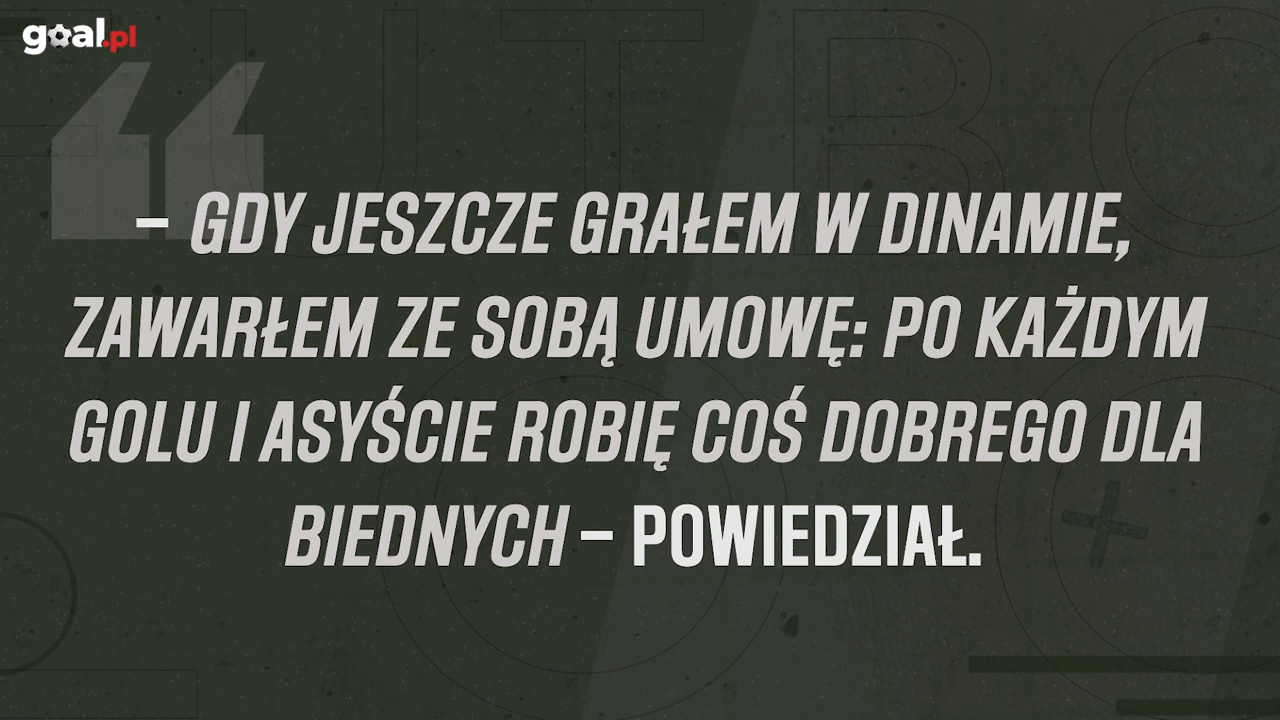 goal.pl
– GDY JESZCZE GRAŁEM W DINAMIE,
ZAWARŁEM ZE SOBĄ UMOWĘ: PO KAŻDYM
GOLU I ASYŚCIE ROBIĘ COŚ DOBREGO DLA
BIEDNYCH – POWIEDZIAŁ.